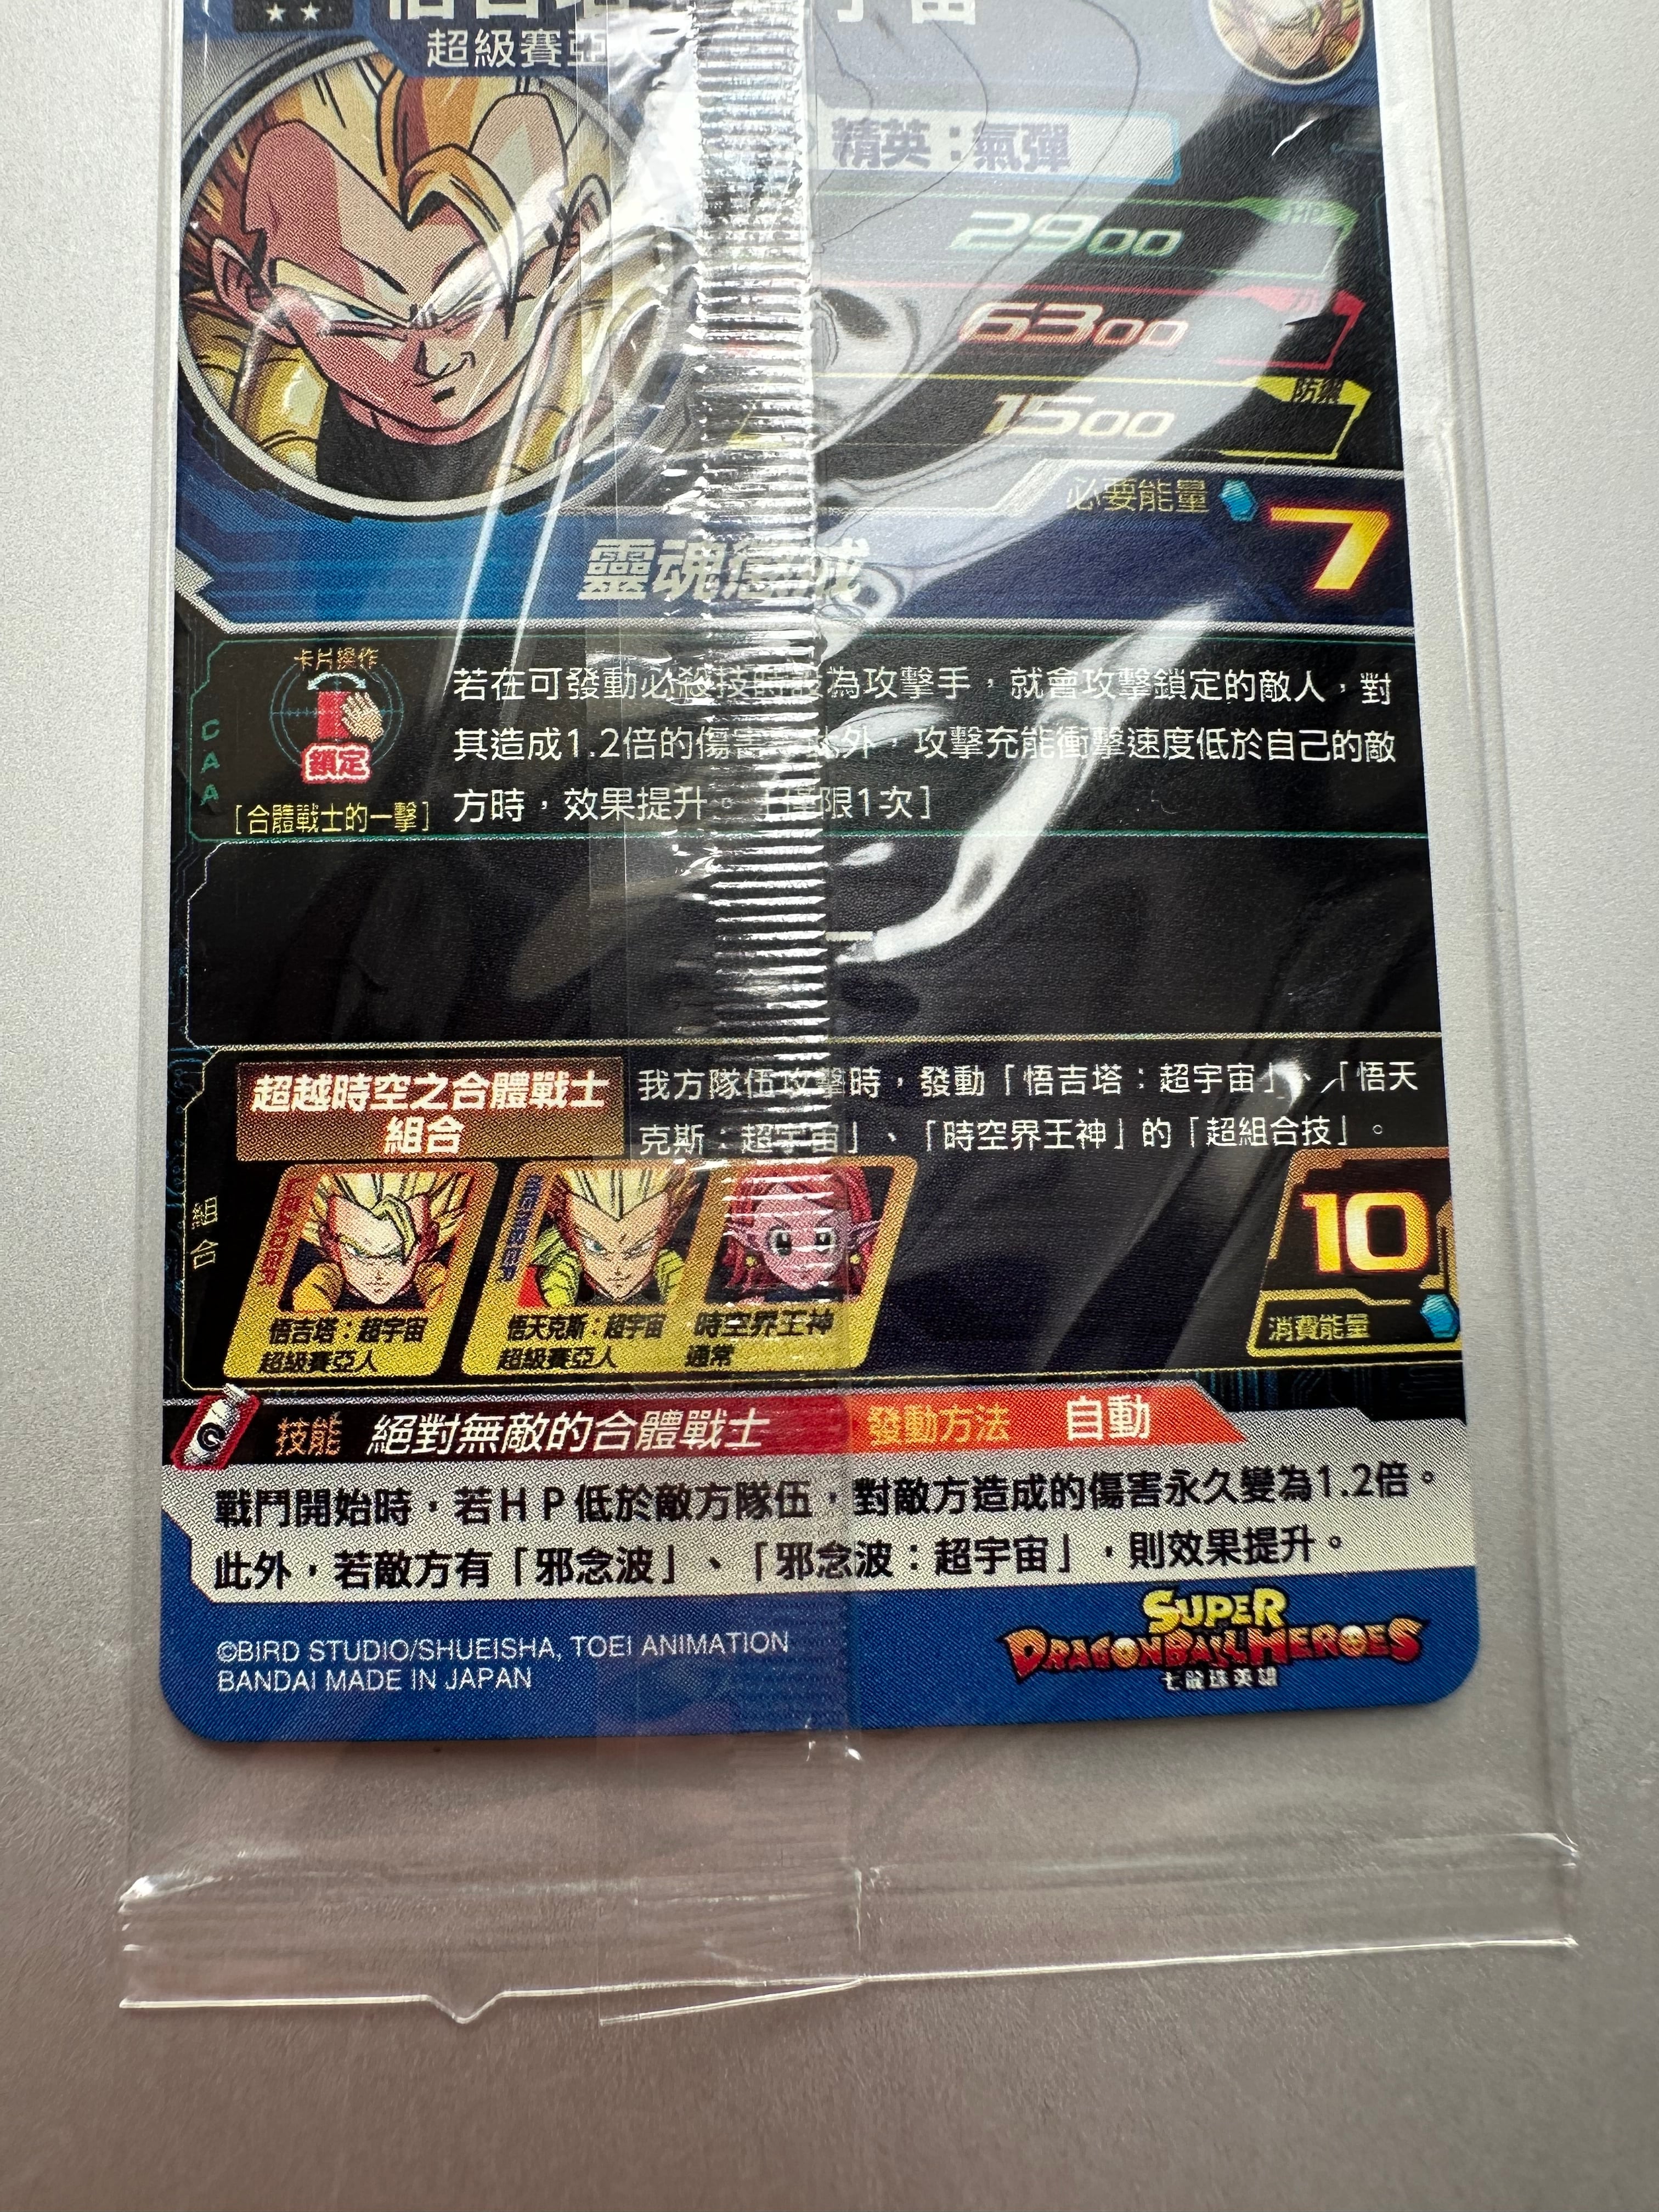 超級賽亞人
精英：氣彈
HP
2900
6300
防禦
1500
必要能量
7
靈魂懲戒
卡片操作
鎖定
CAA
[合體戰士的一擊]
若在可發動必殺技時設為攻擊手，就會攻擊鎖定的敵人，對
其造成1.2倍的傷害。此外，攻擊充能衝擊速度低於自己的敵
方時，效果提升。[僅限1次]
超越時空之合體戰士
組合
我方隊伍攻擊時，發動「悟吉塔：超宇宙」、「悟天
克斯：超宇宙」、「時空界王神」的「超組合技」。
組合
LEADER
悟吉塔：超宇宙
超級賽亞人
MEMBER
悟天克斯：超宇宙
超級賽亞人
時空界王神
通常
10
消費能量
技能 絕對無敵的合體戰士 發動方法 自動
戰鬥開始時，若HP低於敵方隊伍，對敵方造成的傷害永久變為1.2倍。
此外，若敵方有「邪念波」、「邪念波：超宇宙」，則效果提升。
©BIRD STUDIO/SHUEISHA, TOEI ANIMATION
BANDAI MADE IN JAPAN
SUPER
DRAGONBALL HEROES
七龍珠英雄